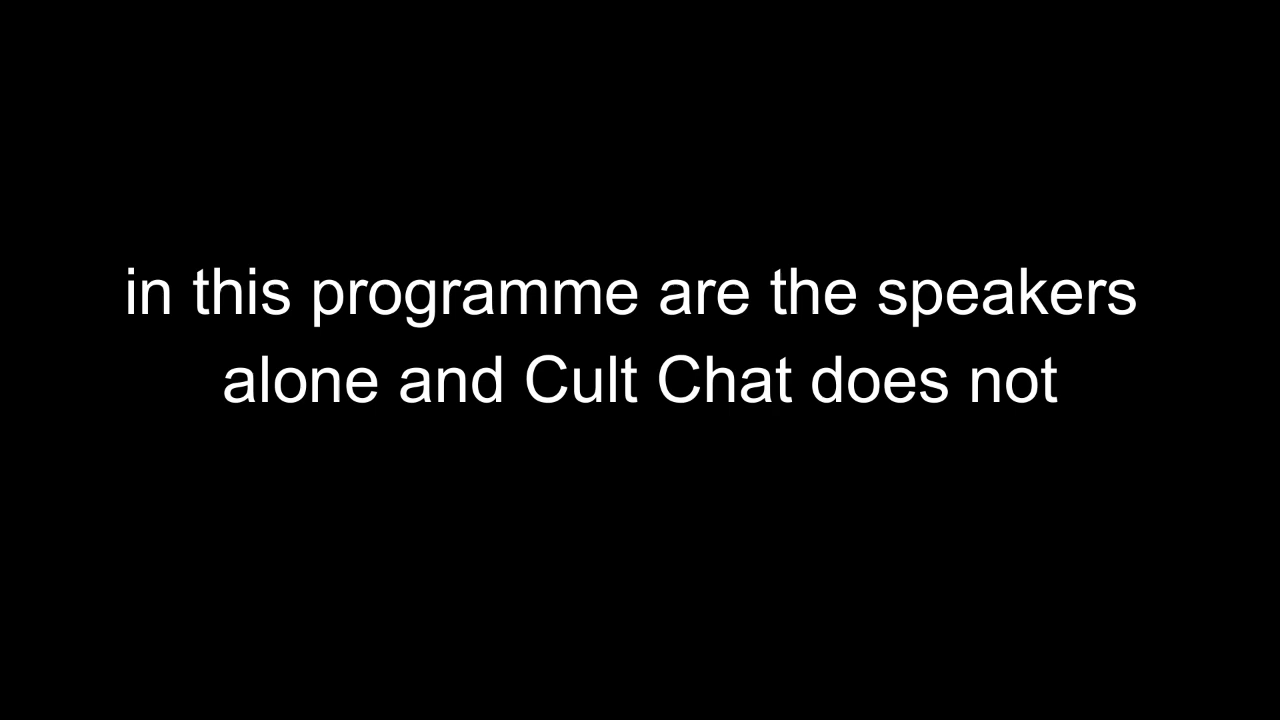 in this programme are the speakers
alone and Cult Chat does not